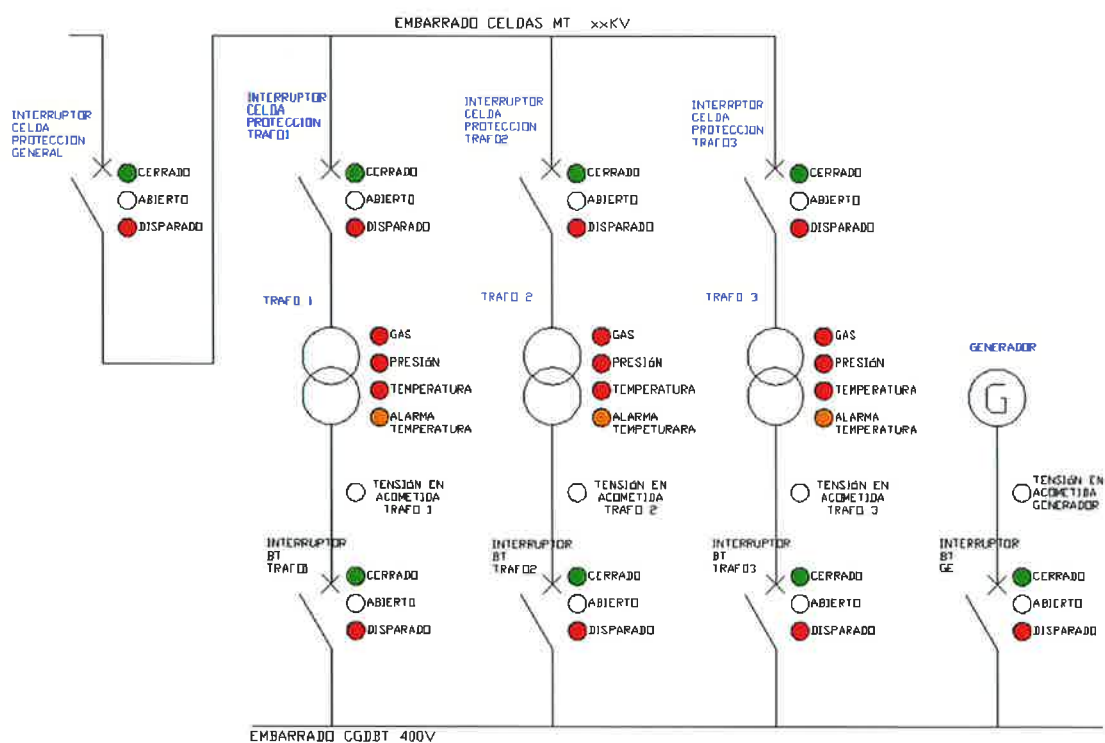 EMBARRADO CELDAS MT xxKV
INTERRUPTOR
CELDA
PROTECCION
GENERAL
CERRADO
ABIERTO
DISPARADO
INTERRUPTOR
CELDA
PROTECCION
TRAFO1
CERRADO
ABIERTO
DISPARADO
INTERRUPTOR
CELDA
PROTECCION
TRAFO2
CERRADO
ABIERTO
DISPARADO
INTERRPTOR
CELDA
PROTECCION
TRAFO3
CERRADO
ABIERTO
DISPARADO
TRAFO 1
GAS
PRESIÓN
TEMPERATURA
ALARMA
TEMPERATURA
TRAFO 2
GAS
PRESIÓN
TEMPERATURA
ALARMA
TEMPETURARA
TRAFO 3
GAS
PRESIÓN
TEMPERATURA
ALARMA
TEMPERATURA
GENERADOR
G
TENSIÓN EN
ACOMETIDA
TRAFO 1
TENSIÓN EN
ACOMETIDA
TRAFO 2
TENSIÓN EN
ACOMETIDA
TRAFO 3
TENSIÓN EN
ACOMETIDA
GENERADOR
INTERRUPTOR
BT
TRAFO1
CERRADO
ABIERTO
DISPARADO
INTERRUPTOR
BT
TRAFO2
CERRADO
ABIERTO
DISPARADO
INTERRUPTOR
BT
TRAFO3
CERRADO
ABIERTO
DISPARADO
INTERRUPTOR
BT
GE
CERRADO
ABIERTO
DISPARADO
EMBARRADO CGDBT 400V